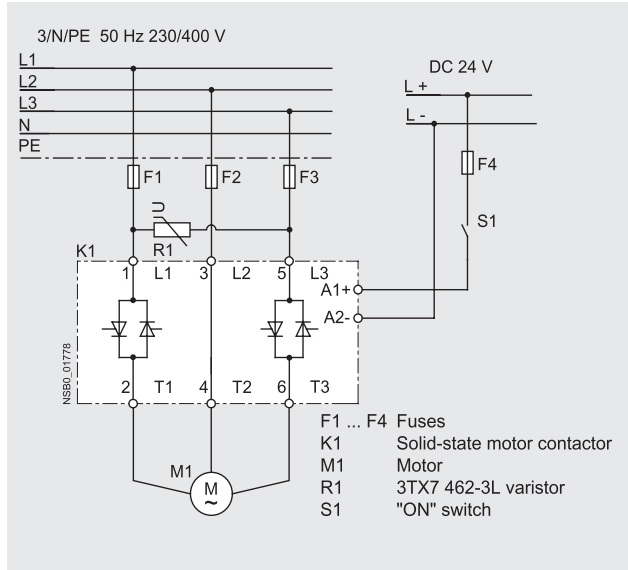 3/N/PE 50 Hz 230/400 V
L1
L2
L3
N
PE
DC 24 V
L +
L -
F1
F2
F3
F4
S1
U
R1
K1
1 L1 3 L2 5 L3
A1+
A2-
2 T1 4 T2 6 T3
NSB0_01778
M1
M
~
F1 ... F4 Fuses
K1 Solid-state motor contactor
M1 Motor
R1 3TX7 462-3L varistor
S1 "ON" switch